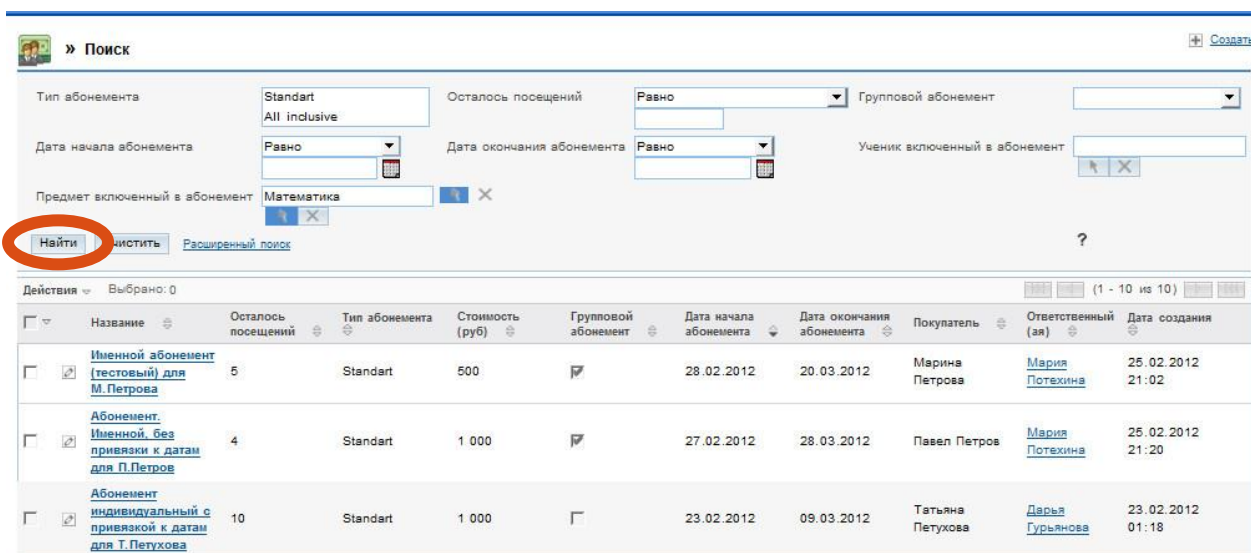 » Поиск
Создать
Тип абонемента
Standart
All inclusive
Осталось посещений
Равно
Групповой абонемент
Дата начала абонемента
Равно
Дата окончания абонемента
Равно
Ученик включенный в абонемент
Предмет включенный в абонемент
Математика
Найти
чистить
Расширенный поиск
?
Действия
Выбрано: 0
(1 - 10 из 10)
Название
Осталось
посещений
Тип абонемента
Стоимость
(руб)
Групповой
абонемент
Дата начала
абонемента
Дата окончания
абонемента
Покупатель
Ответственный
(ая)
Дата создания
Именной абонемент
(тестовый) для
М.Петрова
5
Standart
500
28.02.2012
20.03.2012
Марина
Петрова
Мария
Потехина
25.02.2012
21:02
Абонемент.
Именной, без
привязки к датам
для П.Петров
4
Standart
1 000
27.02.2012
28.03.2012
Павел Петров
Мария
Потехина
25.02.2012
21:20
Абонемент
индивидуальный с
привязкой к датам
для Т.Петухова
10
Standart
1 000
23.02.2012
09.03.2012
Татьяна
Петухова
Дарья
Гурьянова
23.02.2012
01:18